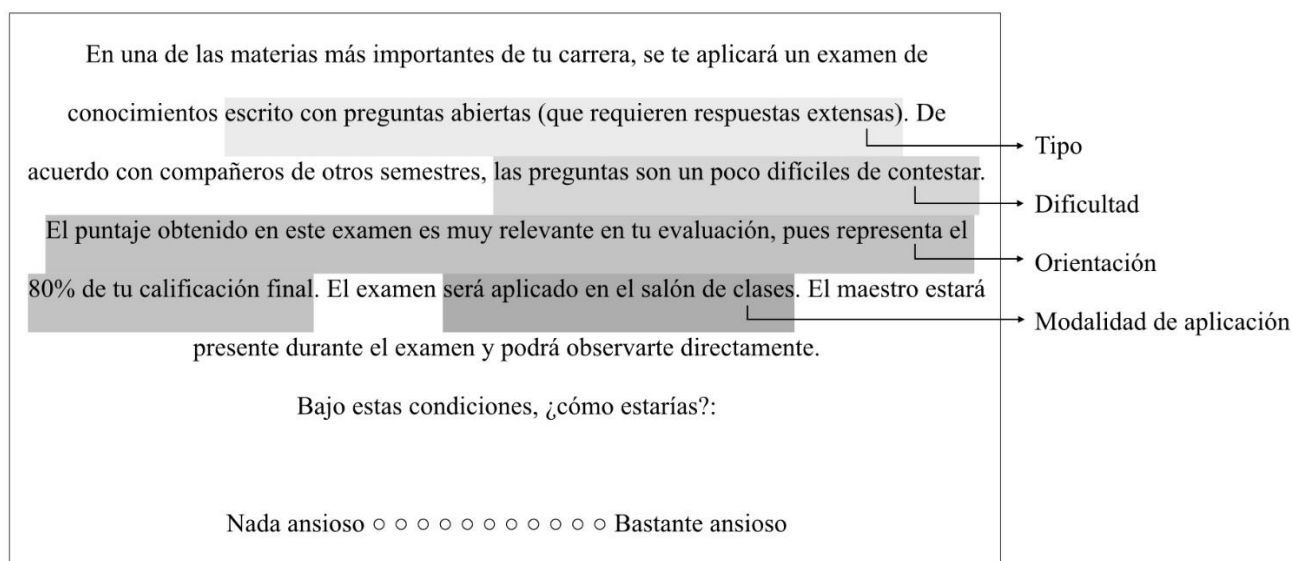 En una de las materias más importantes de tu carrera, se te aplicará un examen de
conocimientos escrito con preguntas abiertas (que requieren respuestas extensas). De
Tipo
acuerdo con compañeros de otros semestres, las preguntas son un poco difíciles de contestar.
Dificultad
El puntaje obtenido en este examen es muy relevante en tu evaluación, pues representa el
Orientación
80% de tu calificación final. El examen será aplicado en el salón de clases. El maestro estará
Modalidad de aplicación
presente durante el examen y podrá observarte directamente.
Bajo estas condiciones, ¿cómo estarías?:
Nada ansioso ○ ○ ○ ○ ○ ○ ○ ○ ○ ○ ○ Bastante ansioso